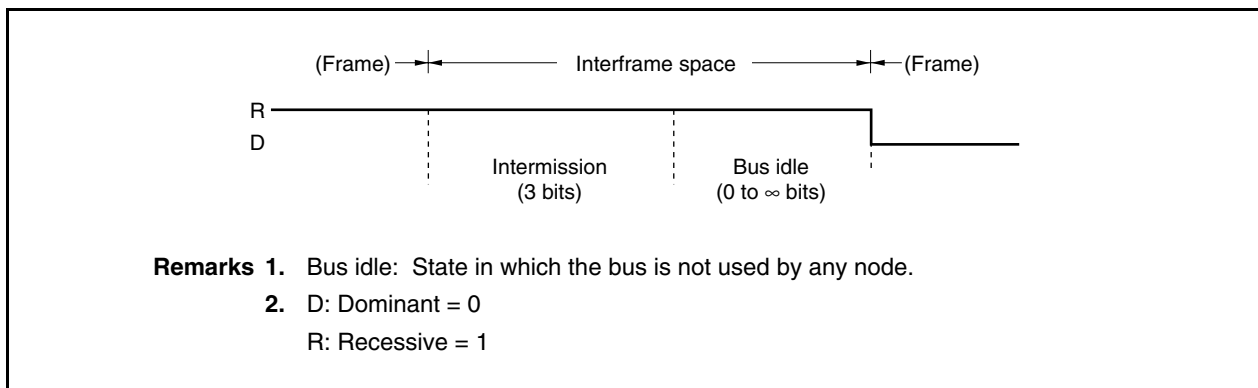 (Frame) Interframe space (Frame)
R
D
Intermission Bus idle
(3 bits) (0 to ∞ bits)
Remarks 1. Bus idle: State in which the bus is not used by any node.
2. D: Dominant = 0
R: Recessive = 1